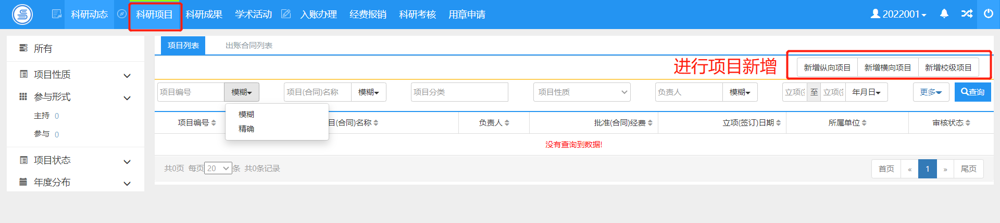 科研动态 科研项目 科研成果 学术活动 入账办理 经费报销 科研考核 用章申请 2022001
所有
项目性质
参与形式
主持 0
参与 0
项目状态
年度分布
项目列表 出账合同列表
进行项目新增 新增纵向项目 新增横向项目 新增校级项目
项目编号 模糊 项目(合同)名称 模糊 项目分类 项目性质 负责人 模糊 立项( 至 立项( 年月日 更多 查询
模糊
精确
项目编号 目(合同)名称 负责人 批准(合同)经费 立项(签订)日期 所属单位 审核状态
没有查询到数据!
共0页 每页 20 条 共0条记录 首页 « 1 » 尾页